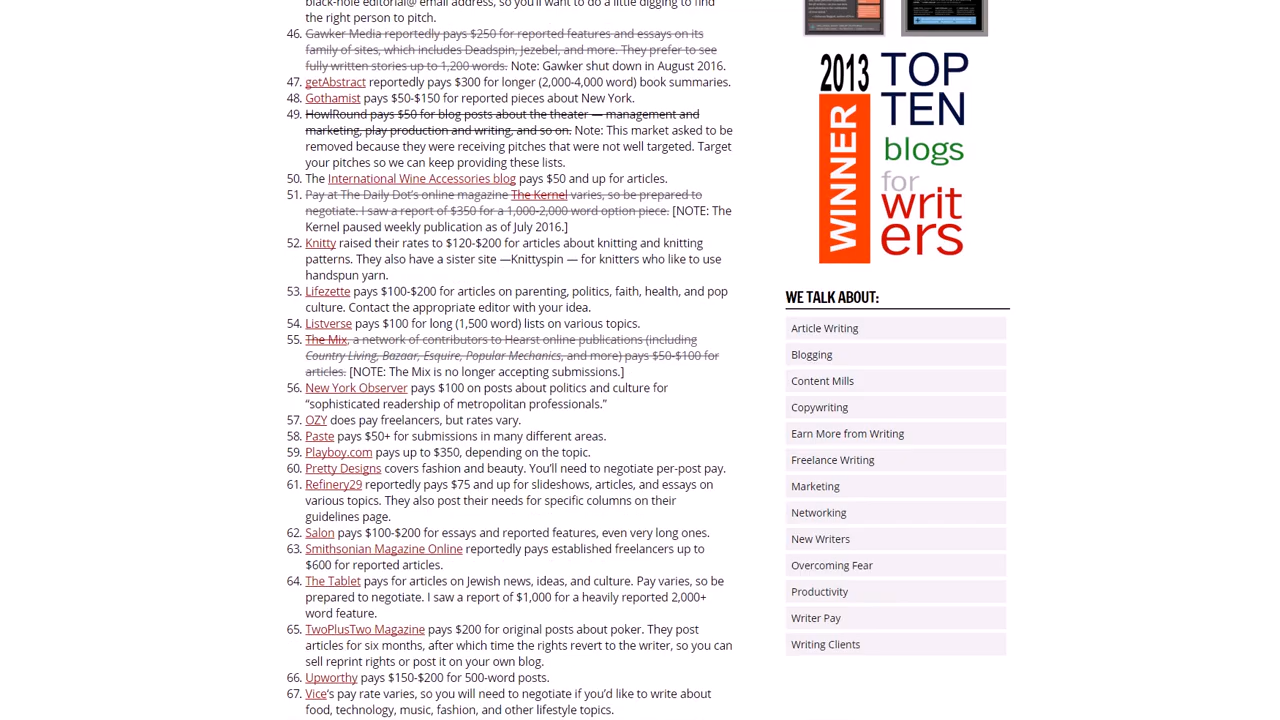 black-hole editorial@ email address, so you'll want to do a little digging to find
the right person to pitch.
46. Gawker Media reportedly pays $250 for reported features and essays on its
family of sites, which includes Deadspin, Jezebel, and more. They prefer to see
fully written stories up to 1,200 words. Note: Gawker shut down in August 2016.
47. getAbstract reportedly pays $300 for longer (2,000-4,000 word) book summaries.
48. Gothamist pays $50-$150 for reported pieces about New York.
49. HowlRound pays $50 for blog posts about the theater — management and
marketing, play production and writing, and so on. Note: This market asked to be
removed because they were receiving pitches that were not well targeted. Target
your pitches so we can keep providing these lists.
50. The International Wine Accessories blog pays $50 and up for articles.
51. Pay at The Daily Dot's online magazine The Kernel varies, so be prepared to
negotiate. I saw a report of $350 for a 1,000-2,000 word option piece. [NOTE: The
Kernel paused weekly publication as of July 2016.]
52. Knitty raised their rates to $120-$200 for articles about knitting and knitting
patterns. They also have a sister site —Knittyspin — for knitters who like to use
handspun yarn.
53. Lifezette pays $100-$200 for articles on parenting, politics, faith, health, and pop
culture. Contact the appropriate editor with your idea.
54. Listverse pays $100 for long (1,500 word) lists on various topics.
55. The Mix, a network of contributors to Hearst online publications (including
Country Living, Bazaar, Esquire, Popular Mechanics, and more) pays $50-$100 for
articles. [NOTE: The Mix is no longer accepting submissions.]
56. New York Observer pays $100 on posts about politics and culture for
“sophisticated readership of metropolitan professionals.”
57. OZY does pay freelancers, but rates vary.
58. Paste pays $50+ for submissions in many different areas.
59. Playboy.com pays up to $350, depending on the topic.
60. Pretty Designs covers fashion and beauty. You'll need to negotiate per-post pay.
61. Refinery29 reportedly pays $75 and up for slideshows, articles, and essays on
various topics. They also post their needs for specific columns on their
guidelines page.
62. Salon pays $100-$200 for essays and reported features, even very long ones.
63. Smithsonian Magazine Online reportedly pays established freelancers up to
$600 for reported articles.
64. The Tablet pays for articles on Jewish news, ideas, and culture. Pay varies, so be
prepared to negotiate. I saw a report of $1,000 for a heavily reported 2,000+
word feature.
65. TwoPlusTwo Magazine pays $200 for original posts about poker. They post
articles for six months, after which time the rights revert to the writer, so you can
sell reprint rights or post it on your own blog.
66. Upworthy pays $150-$200 for 500-word posts.
67. Vice‘s pay rate varies, so you will need to negotiate if you'd like to write about
food, technology, music, fashion, and other lifestyle topics.
2013
WINNER
TOP
TEN
blogs
for
writ
ers
WE TALK ABOUT:
Article Writing
Blogging
Content Mills
Copywriting
Earn More from Writing
Freelance Writing
Marketing
Networking
New Writers
Overcoming Fear
Productivity
Writer Pay
Writing Clients